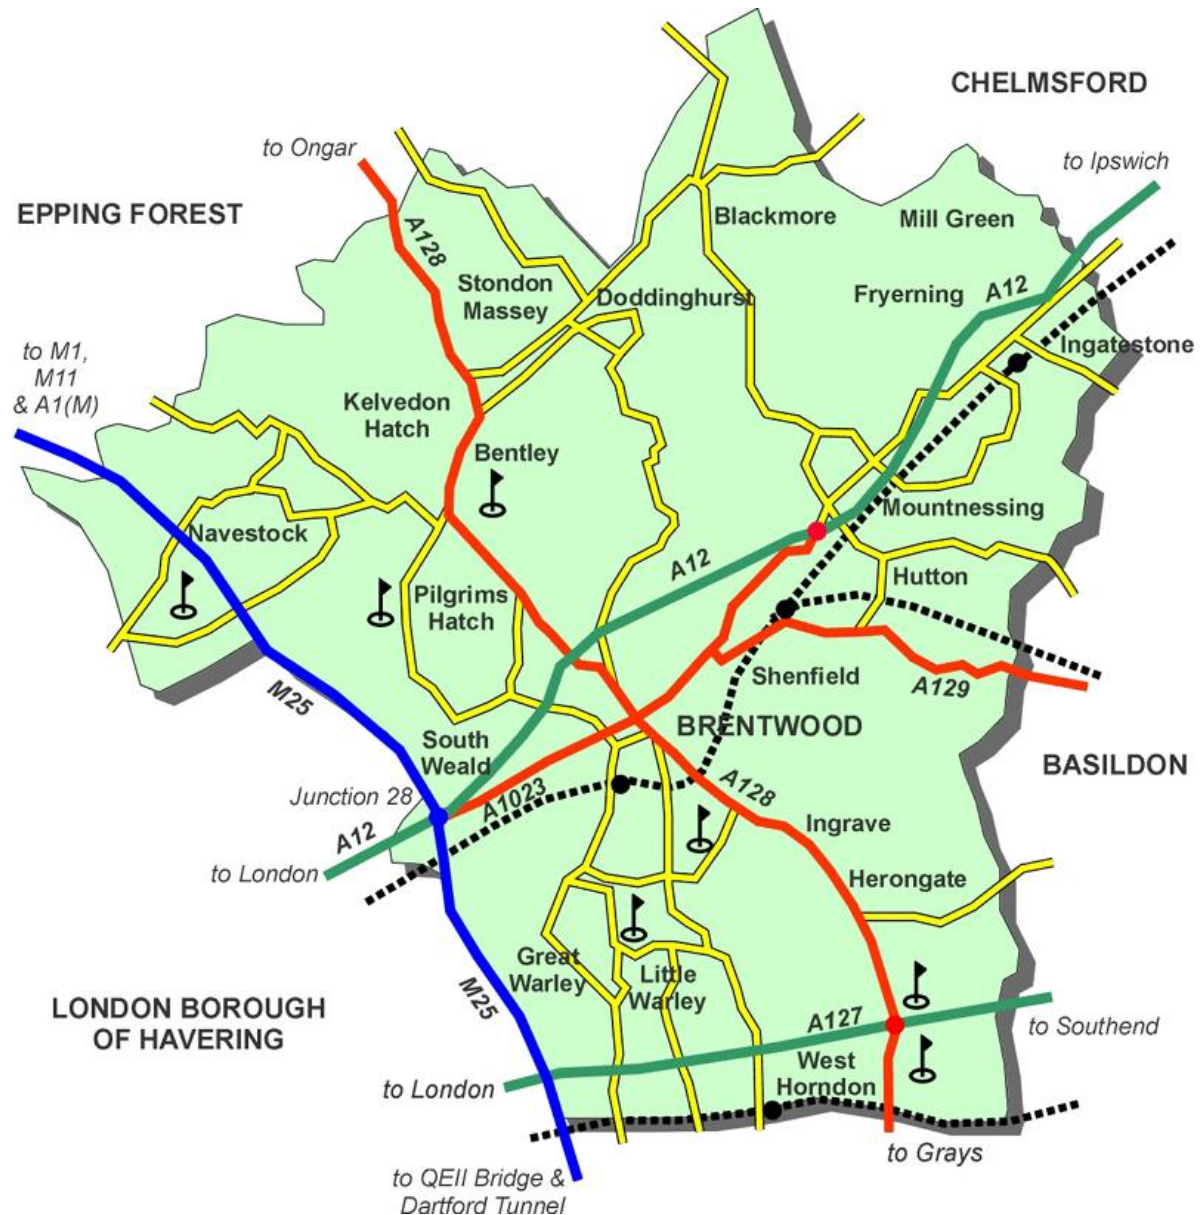 CHELMSFORD
to Ongar
to Ipswich
EPPING FOREST
Blackmore
Mill Green
A128
Stondon
Massey
Doddinghurst
Fryerning
A12
to M1,
M11
& A1(M)
Ingatestone
Kelvedon
Hatch
Bentley
Navestock
Mountnessing
A12
Hutton
Pilgrims
Hatch
Shenfield
A129
M25
BRENTWOOD
South
Weald
BASILDON
Junction 28
A1023
A128
A12
Ingrave
to London
Herongate
Great
Warley
Little
Warley
M25
LONDON BOROUGH
OF HAVERING
A127
to Southend
West
Horndon
to London
to Grays
to QEII Bridge &
Dartford Tunnel